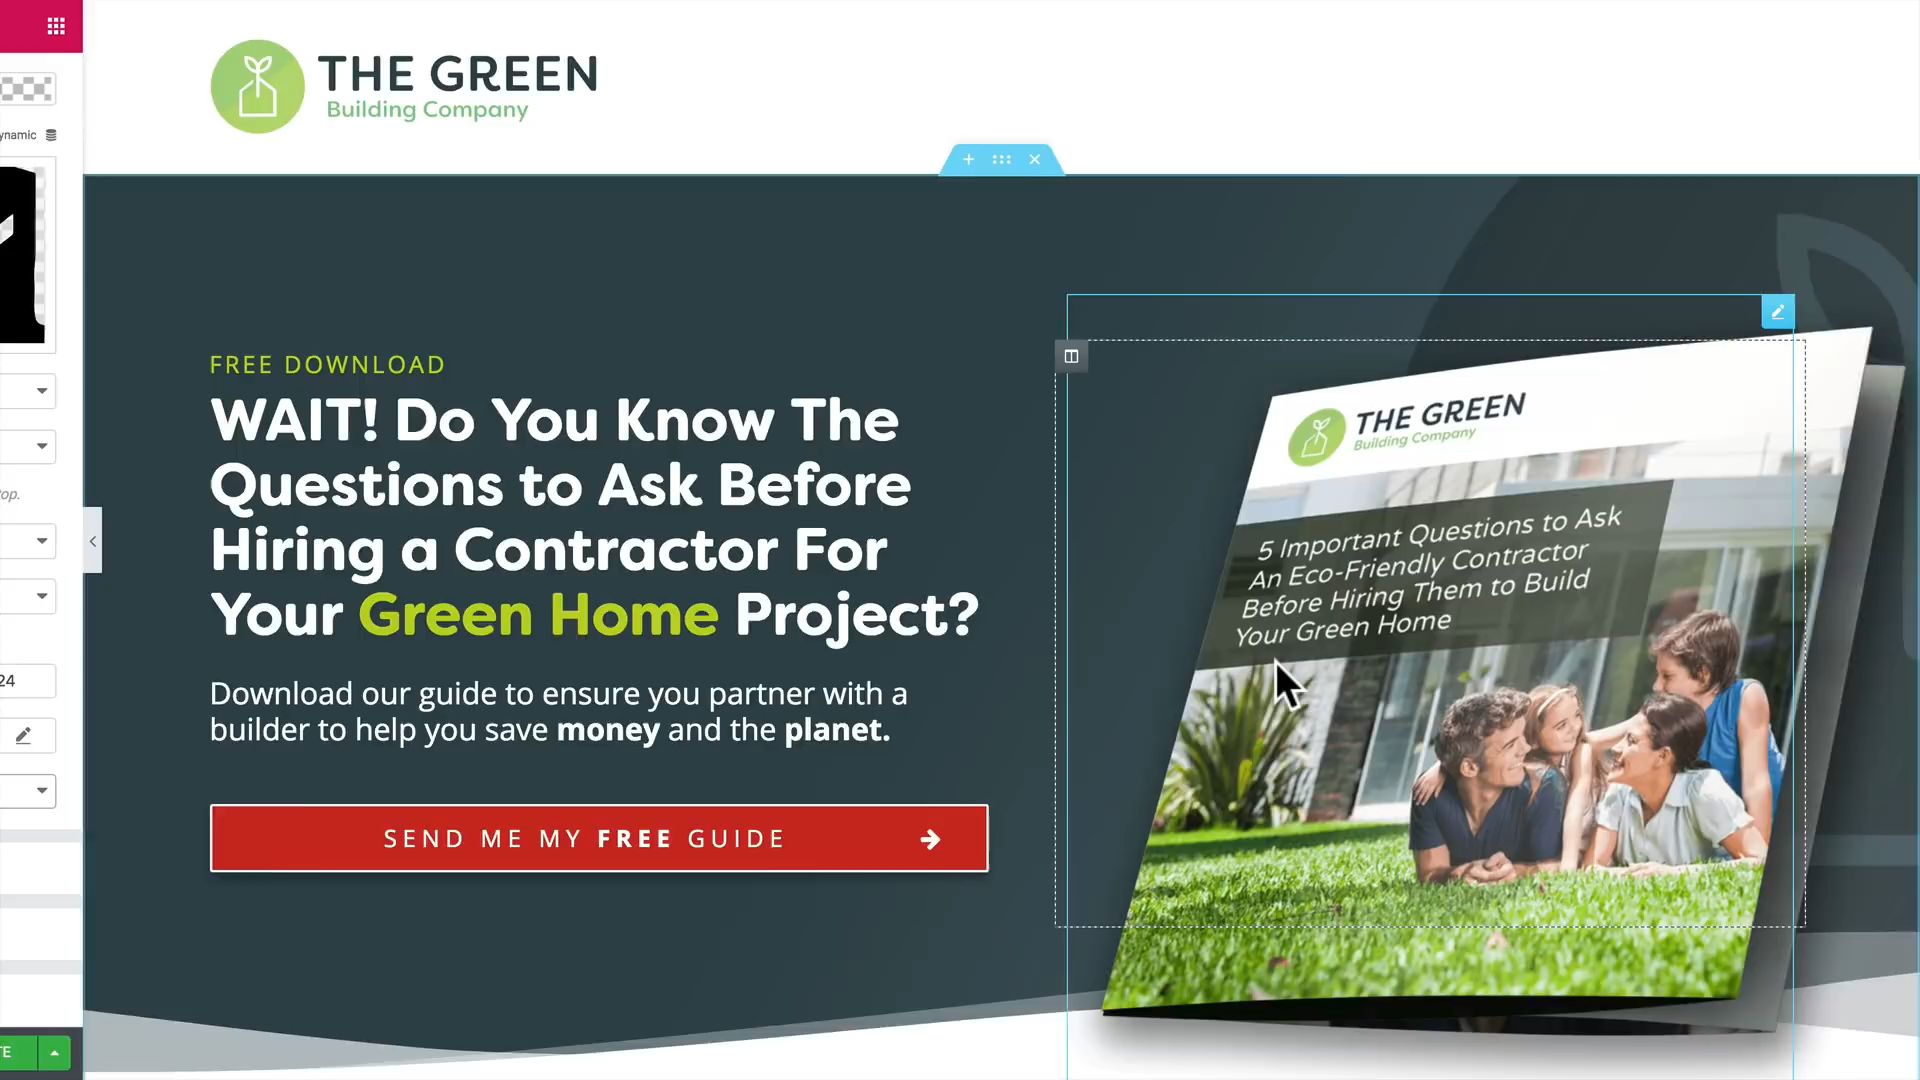 THE GREEN
Building Company
ynamic
op.
24
TE
FREE DOWNLOAD
WAIT! Do You Know The
Questions to Ask Before
Hiring a Contractor For
Your Green Home Project?
Download our guide to ensure you partner with a
builder to help you save money and the planet.
SEND ME MY FREE GUIDE
THE GREEN
Building Company
5 Important Questions to Ask
An Eco-Friendly Contractor
Before Hiring Them to Build
Your Green Home